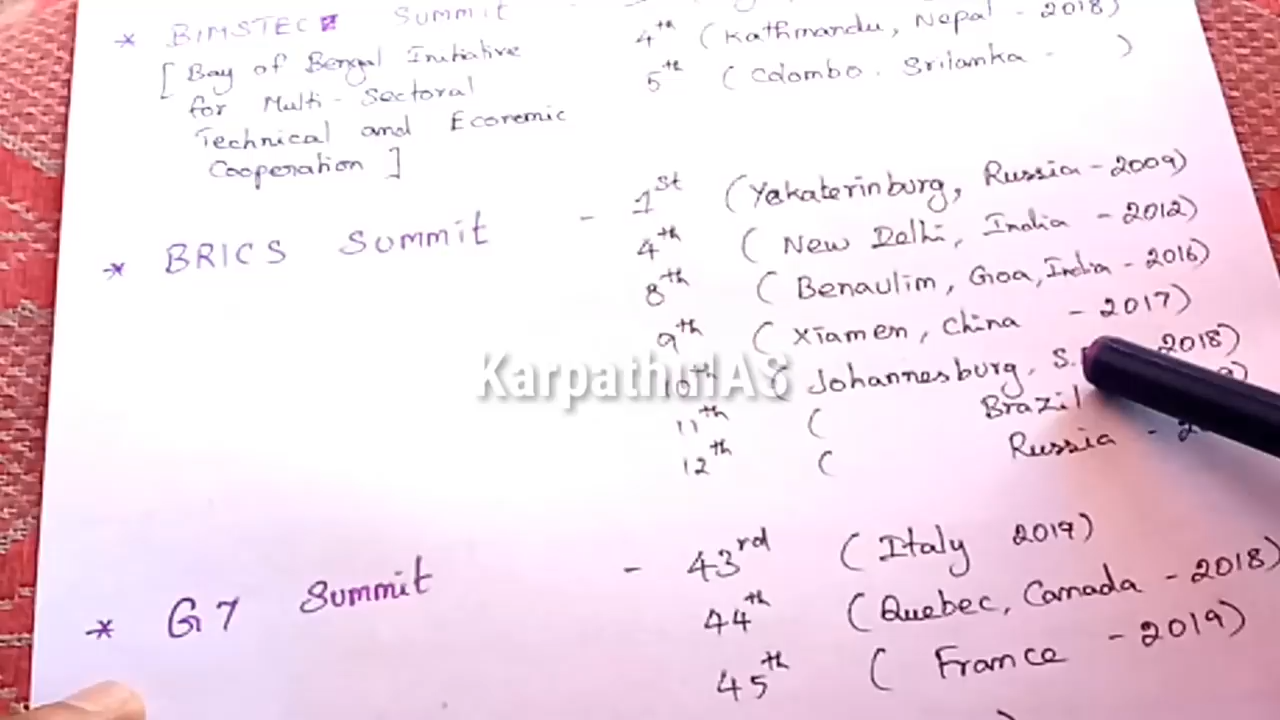 * BIMSTEC Summit -
4th (Kathmandu, Nepal - 2018)
[Bay of Bengal Initiative
5th (Colombo. Srilanka - )
for Multi-Sectoral
Technical and Economic
Cooperation]
* BRICS Summit - 1st (Yekaterinburg, Russia - 2009)
4th (New Delhi, India - 2012)
8th (Benaulim, Goa, India - 2016)
9th (Xiamen, China - 2017)
10th (Johannesburg. S. 2018)
11th ( Brazil
12th ( Russia -
KarpathuIAS
* G7 Summit - 43rd (Italy 2017)
44th (Quebec, Canada - 2018)
45th ( France - 2019)